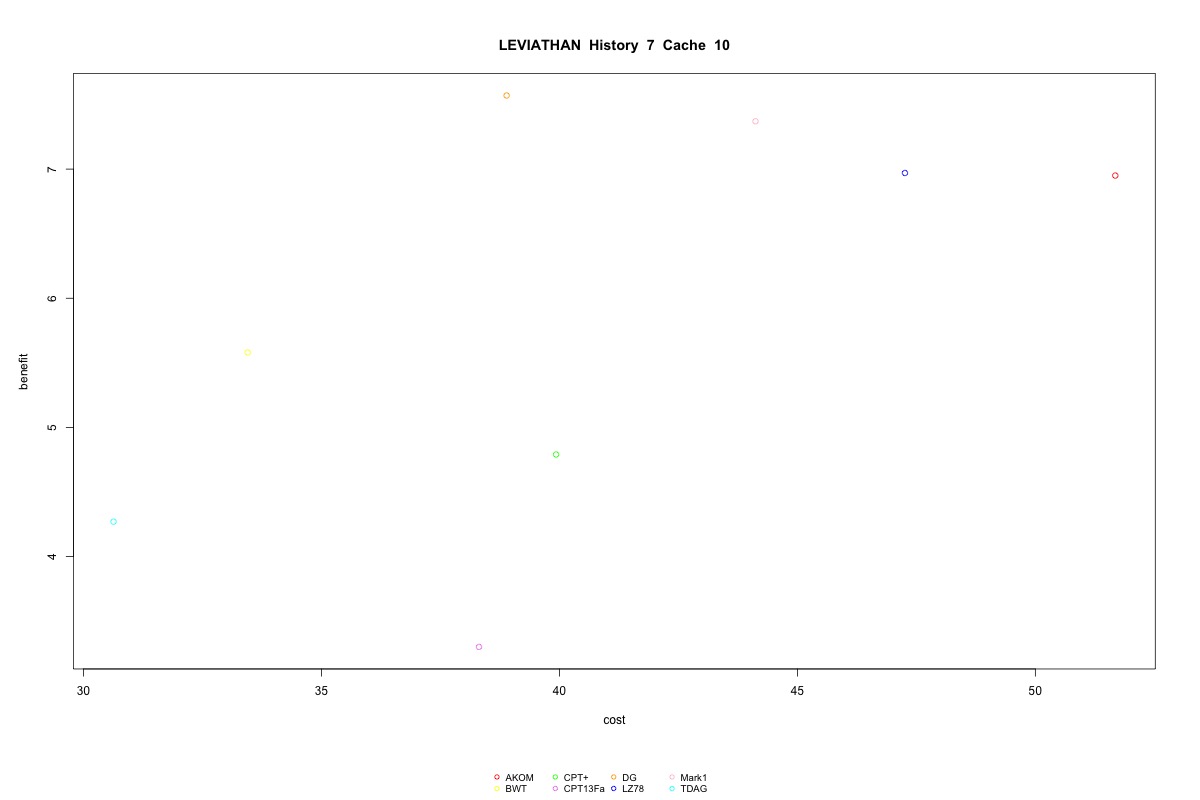 LEVIATHAN History 7 Cache 10
7
6
5
4
benefit
30 35 40 45 50
cost
AKOM CPT+ DG Mark1
BWT CPT13Fa LZ78 TDAG